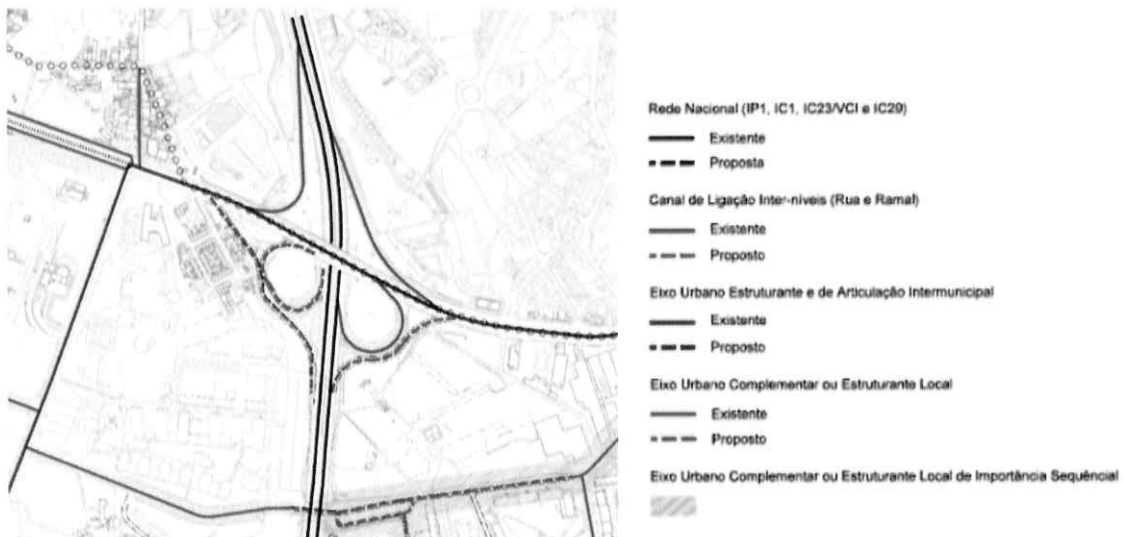 Rede Nacional (IP1, IC1, IC23/VCI e IC29)
Existente
Proposta
Canal de Ligação Inter-níveis (Rua e Ramal)
Existente
Proposto
Eixo Urbano Estruturante e de Articulação Intermunicipal
Existente
Proposto
Eixo Urbano Complementar ou Estruturante Local
Existente
Proposto
Eixo Urbano Complementar ou Estruturante Local de Importância Sequêncial